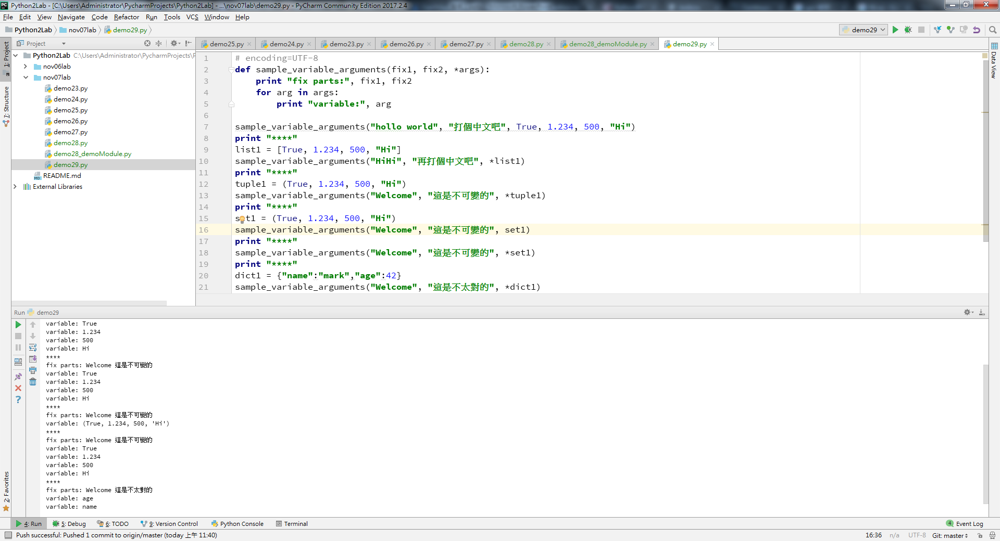 Python2Lab - [C:\Users\Administrator\PycharmProjects\Python2Lab] - ...\nov07lab\demo29.py - PyCharm Community Edition 2017.2.4
File Edit View Navigate Code Refactor Run Tools VCS Window Help
Python2Lab nov07lab demo29.py demo29
Project
demo25.py demo24.py demo23.py demo26.py demo27.py demo28.py demo28_demoModule.py demo29.py
1: Project
7: Structure
2: Favorites
Data View
Python2Lab C:\Users\Administrator\PycharmProjects\P
nov06lab
nov07lab
demo23.py
demo24.py
demo25.py
demo26.py
demo27.py
demo28.py
demo28_demoModule.py
demo29.py
README.md
External Libraries
1 # encoding=UTF-8
2 def sample_variable_arguments(fix1, fix2, *args):
3 print "fix parts:", fix1, fix2
4 for arg in args:
5 print "variable:", arg
6
7 sample_variable_arguments("hollo world", "打個中文吧", True, 1.234, 500, "Hi")
8 print "****"
9 list1 = [True, 1.234, 500, "Hi"]
10 sample_variable_arguments("HiHi", "再打個中文吧", *list1)
11 print "****"
12 tuple1 = (True, 1.234, 500, "Hi")
13 sample_variable_arguments("Welcome", "這是不可變的", *tuple1)
14 print "****"
15 set1 = (True, 1.234, 500, "Hi")
16 sample_variable_arguments("Welcome", "這是不可變的", set1)
17 print "****"
18 sample_variable_arguments("Welcome", "這是不可變的", *set1)
19 print "****"
20 dict1 = {"name":"mark","age":42}
21 sample_variable_arguments("Welcome", "這是不太對的", *dict1)
Run demo29
variable: True
variable: 1.234
variable: 500
variable: Hi
****
fix parts: Welcome 這是不可變的
variable: True
variable: 1.234
variable: 500
variable: Hi
****
fix parts: Welcome 這是不可變的
variable: (True, 1.234, 500, 'Hi')
****
fix parts: Welcome 這是不可變的
variable: True
variable: 1.234
variable: 500
variable: Hi
****
fix parts: Welcome 這是不太對的
variable: age
variable: name
4: Run 5: Debug 6: TODO 9: Version Control Python Console Terminal 4 Event Log
Push successful: Pushed 1 commit to origin/master (today 上午 11:40) 16:36 n/a UTF-8 Git: master